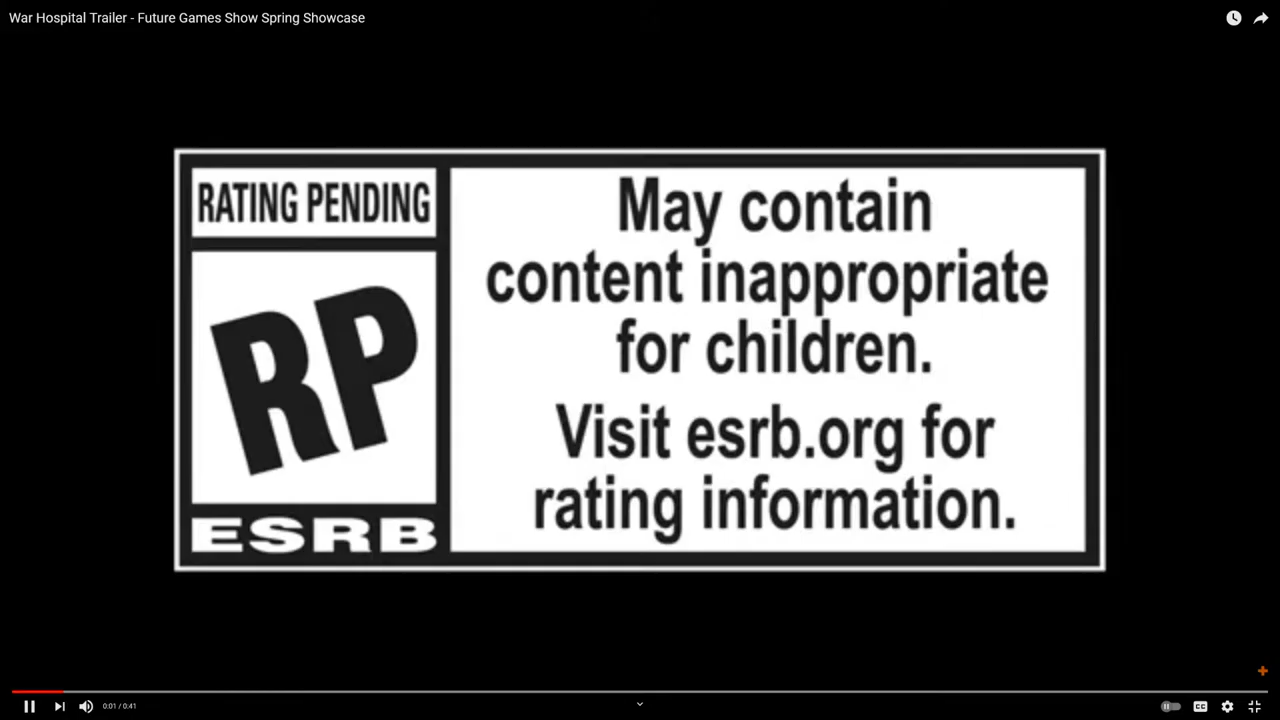 War Hospital Trailer - Future Games Show Spring Showcase
RATING PENDING
RP
ESRB
May contain
content inappropriate
for children.
Visit esrb.org for
rating information.
0:01 / 0:41
CC